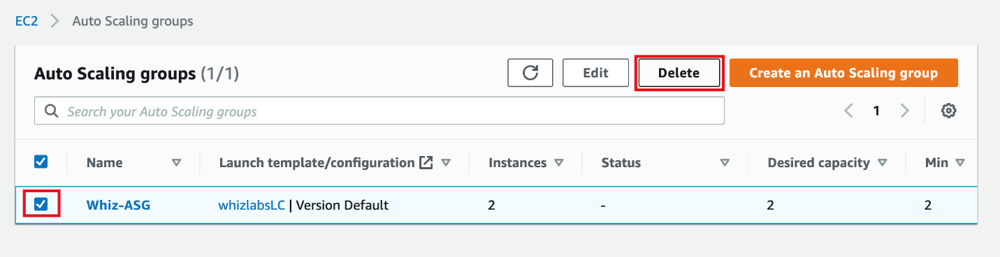 EC2 Auto Scaling groups
Auto Scaling groups (1/1) Edit Delete Create an Auto Scaling group
Search your Auto Scaling groups 1
Name Launch template/configuration Instances Status Desired capacity Min
Whiz-ASG whizlabsLC | Version Default 2 - 2 2